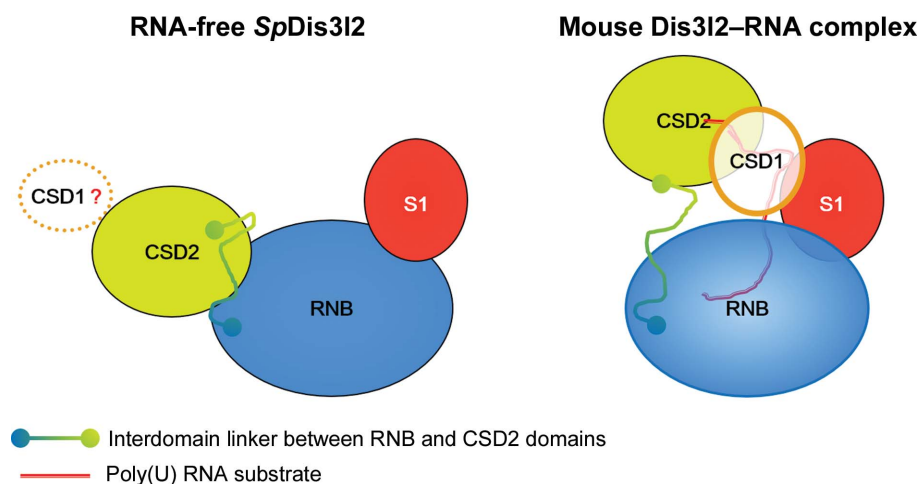 RNA-free SpDis3l2
Mouse Dis3l2–RNA complex
CSD1 ?
CSD2
S1
RNB
CSD2
CSD1
S1
RNB
Interdomain linker between RNB and CSD2 domains
Poly(U) RNA substrate